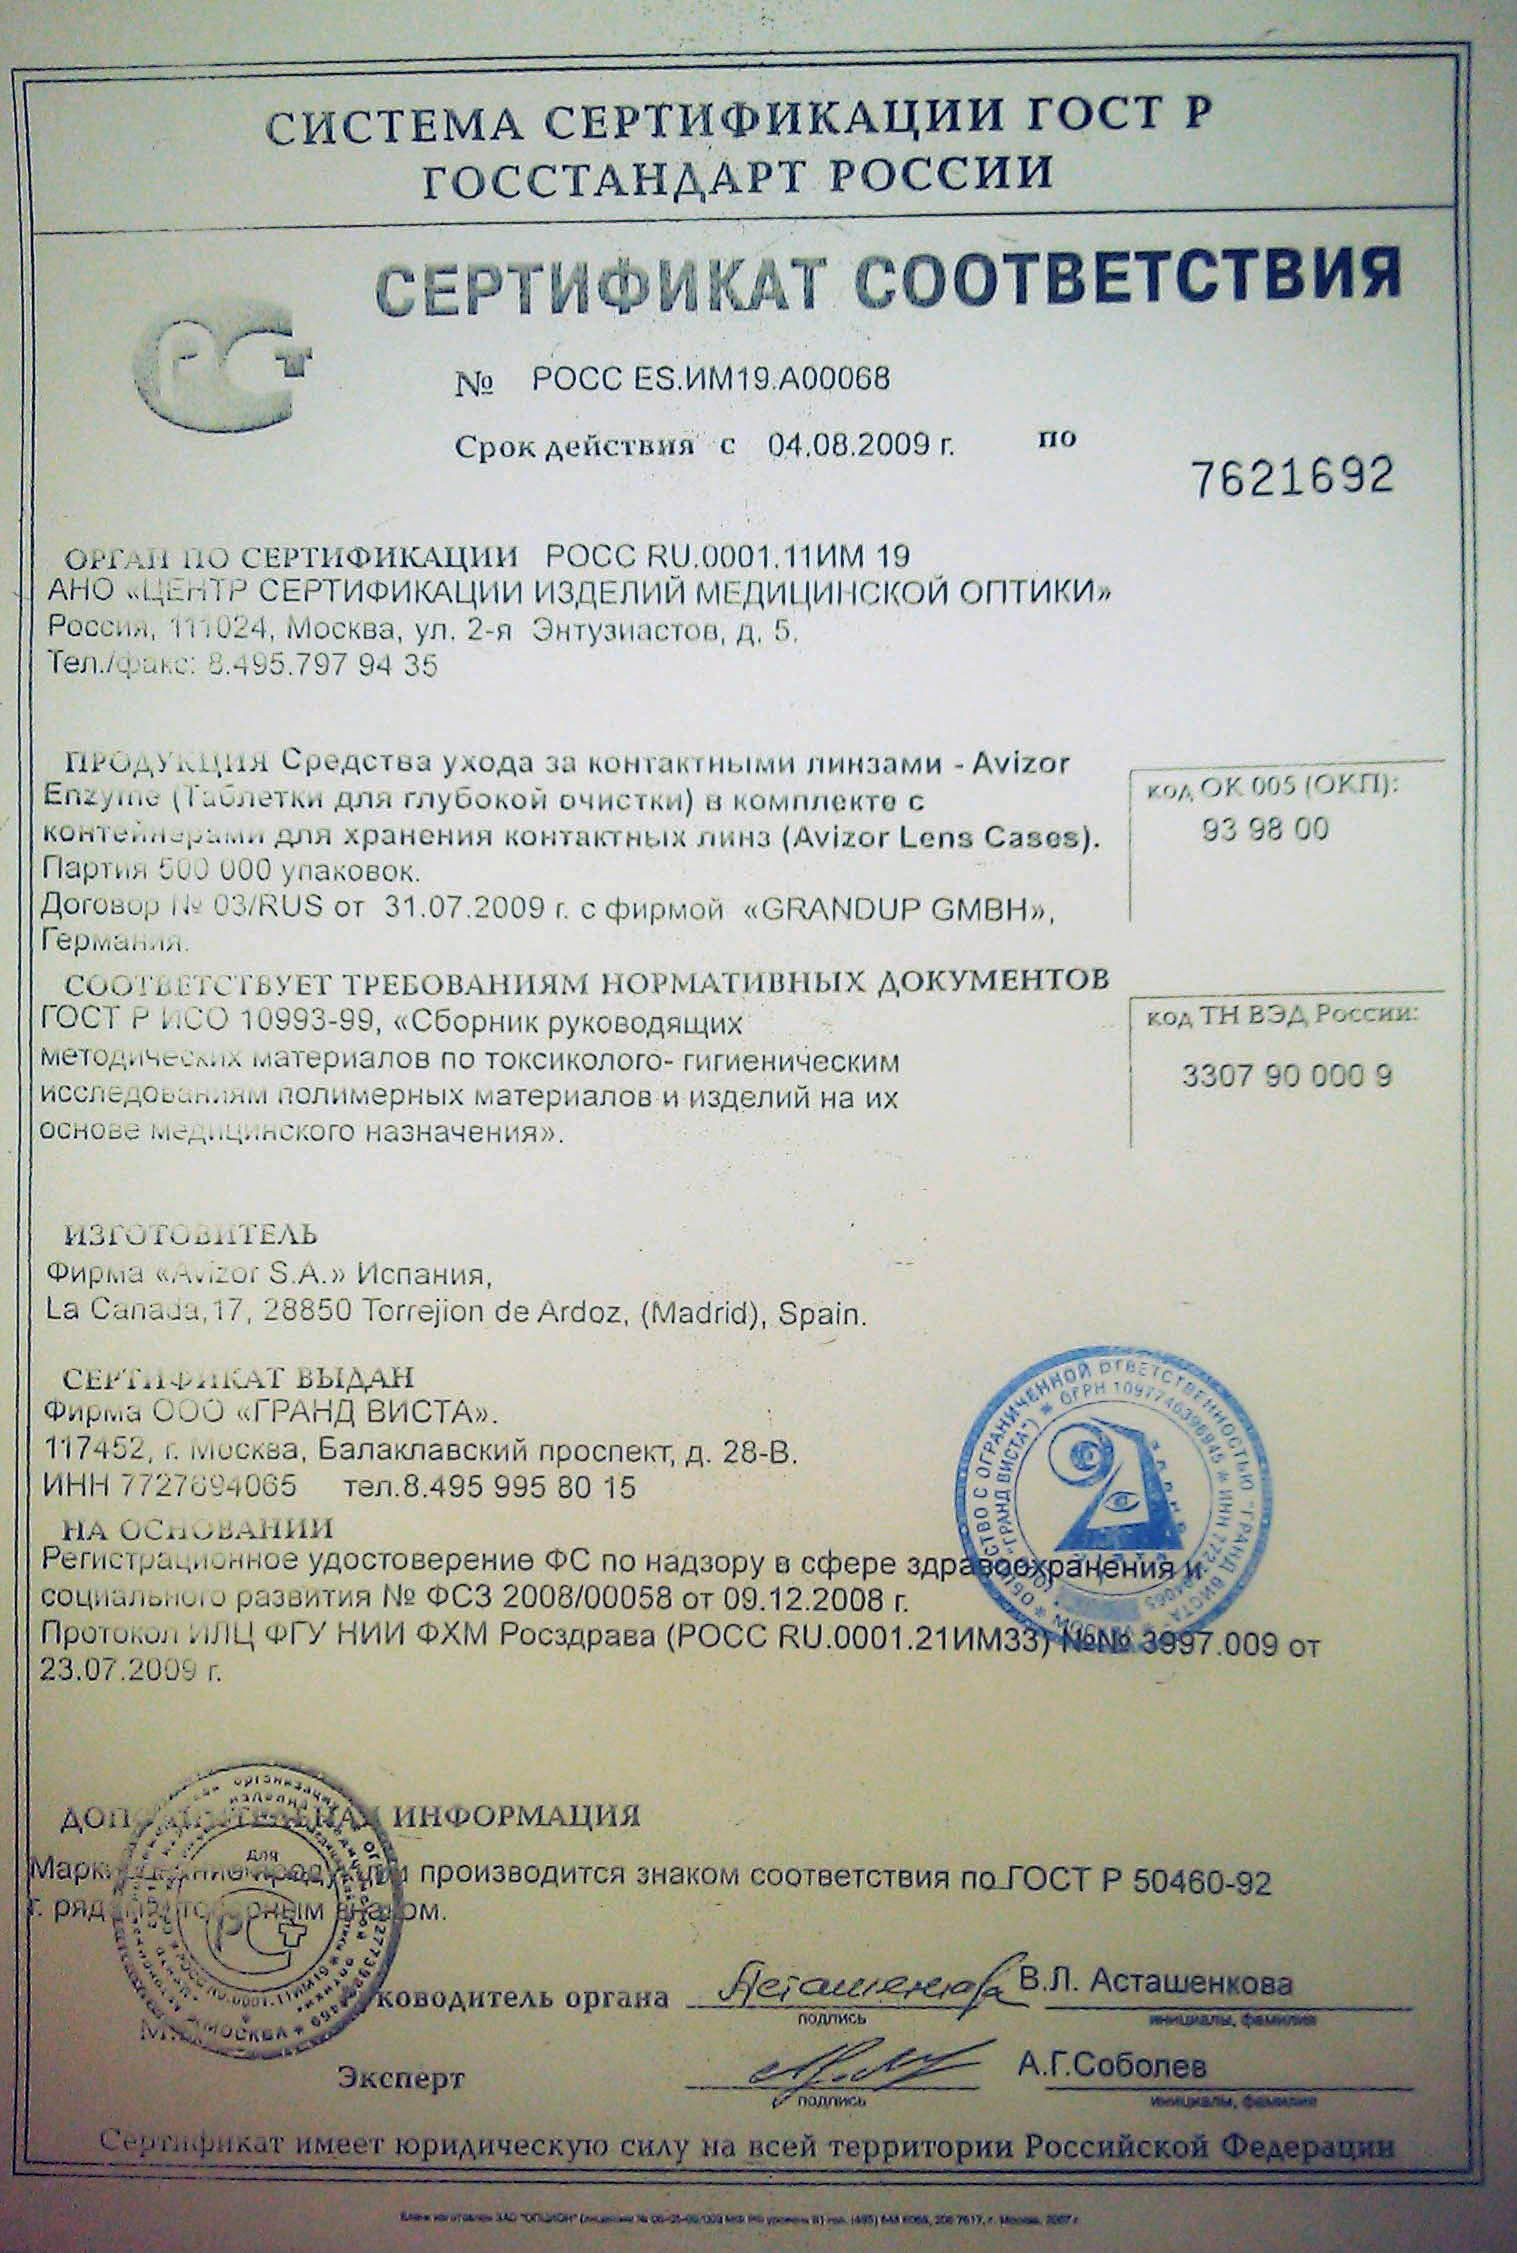 СИСТЕМА СЕРТИФИКАЦИИ ГОСТ Р
ГОССТАНДАРТ РОССИИ
СЕРТИФИКАТ СООТВЕТСТВИЯ
№ РОСС ES.ИМ19.А00068
Срок действия с 04.08.2009 г. по
7621692
ОРГАН ПО СЕРТИФИКАЦИИ РОСС RU.0001.11ИМ 19
АНО «ЦЕНТР СЕРТИФИКАЦИИ ИЗДЕЛИЙ МЕДИЦИНСКОЙ ОПТИКИ»
Россия, 111024, Москва, ул. 2-я Энтузиастов, д. 5.
Тел./факс: 8.495.797 94 35
ПРОДУКЦИЯ Средства ухода за контактными линзами - Avizor
Enzyme (Таблетки для глубокой очистки) в комплекте с
контейнерами для хранения контактных линз (Avizor Lens Cases).
Партия 500 000 упаковок.
Договор № 03/RUS от 31.07.2009 г. с фирмой «GRANDUP GMBH»,
Германия.
код ОК 005 (ОКП):
93 98 00
СООТВЕТСТВУЕТ ТРЕБОВАНИЯМ НОРМАТИВНЫХ ДОКУМЕНТОВ
ГОСТ Р ИСО 10993-99, «Сборник руководящих
методических материалов по токсиколого- гигиеническим
исследованиям полимерных материалов и изделий на их
основе медицинского назначения».
код ТН ВЭД России:
3307 90 000 9
ИЗГОТОВИТЕЛЬ
Фирма «Avizor S.A.» Испания,
La Canada,17, 28850 Torrejion de Ardoz, (Madrid), Spain.
СЕРТИФИКАТ ВЫДАН
Фирма ООО «ГРАНД ВИСТА».
117452, г. Москва, Балаклавский проспект, д. 28-В.
ИНН 7727694065 тел.8.495 995 80 15
НА ОСНОВАНИИ
Регистрационное удостоверение ФС по надзору в сфере здравоохранения и
социального развития № ФСЗ 2008/00058 от 09.12.2008 г.
Протокол ИЛЦ ФГУ НИИ ФХМ Росздрава (РОСС RU.0001.21ИМ33) №№ 3997.009 от
23.07.2009 г.
ДОПОЛНИТЕЛЬНАЯ ИНФОРМАЦИЯ
Маркирование продукции производится знаком соответствия по ГОСТ Р 50460-92
г. рядом с товарным знаком.
Руководитель органа В.Л. Асташенкова
подпись инициалы, фамилия
Эксперт А.Г.Соболев
подпись инициалы, фамилия
Сертификат имеет юридическую силу на всей территории Российской Федерации